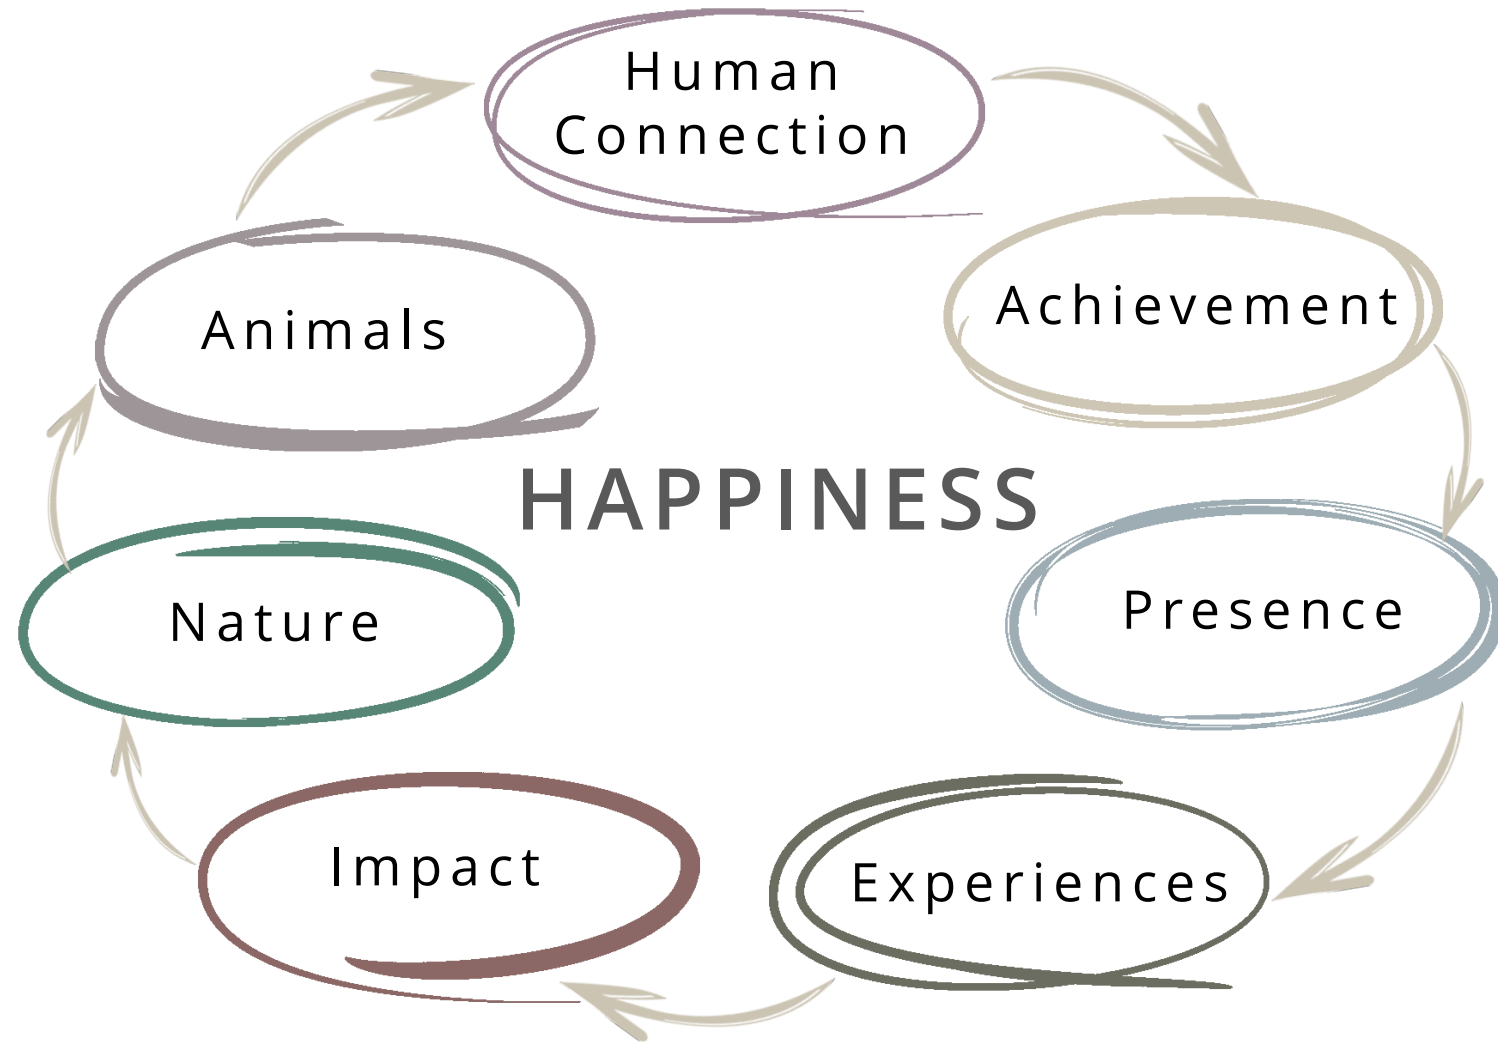 Human
Connection
Achievement
Animals
HAPPINESS
Presence
Nature
Impact
Experiences